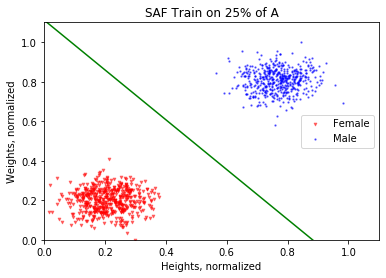 SAF Train on 25% of A
Weights, normalized
1.0
0.8
0.6
0.4
0.2
0.0
Female
Male
0.0 0.2 0.4 0.6 0.8 1.0
Heights, normalized